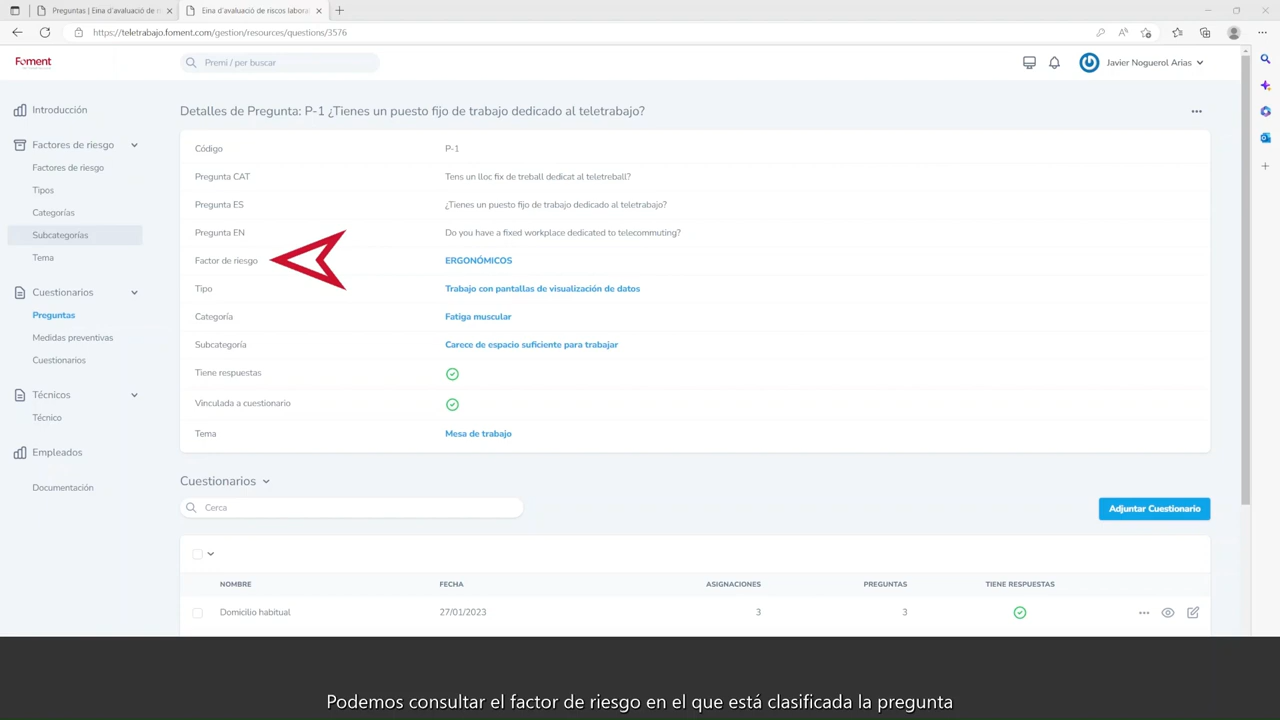 Preguntas | Eina d'avaluació de ris
Eina d'avaluació de riscos labora
https://teletrabajo.foment.com/gestion/resources/questions/3576
Foment
Premi / per buscar
Javier Noguerol Arias
Introducción
Factores de riesgo
Factores de riesgo
Tipos
Categorías
Subcategorías
Tema
Cuestionarios
Preguntas
Medidas preventivas
Cuestionarios
Técnicos
Técnico
Empleados
Documentación
Detalles de Pregunta: P-1 ¿Tienes un puesto fijo de trabajo dedicado al teletrabajo?
Código P-1
Pregunta CAT Tens un lloc fix de treball dedicat al teletreball?
Pregunta ES ¿Tienes un puesto fijo de trabajo dedicado al teletrabajo?
Pregunta EN Do you have a fixed workplace dedicated to telecommuting?
Factor de riesgo ERGONÓMICOS
Tipo Trabajo con pantallas de visualización de datos
Categoría Fatiga muscular
Subcategoría Carece de espacio suficiente para trabajar
Tiene respuestas
Vinculada a cuestionario
Tema Mesa de trabajo
Cuestionarios
Cerca
Adjuntar Cuestionario
NOMBRE FECHA ASIGNACIONES PREGUNTAS TIENE RESPUESTAS
Domicilio habitual 27/01/2023 3 3
Podemos consultar el factor de riesgo en el que está clasificada la pregunta